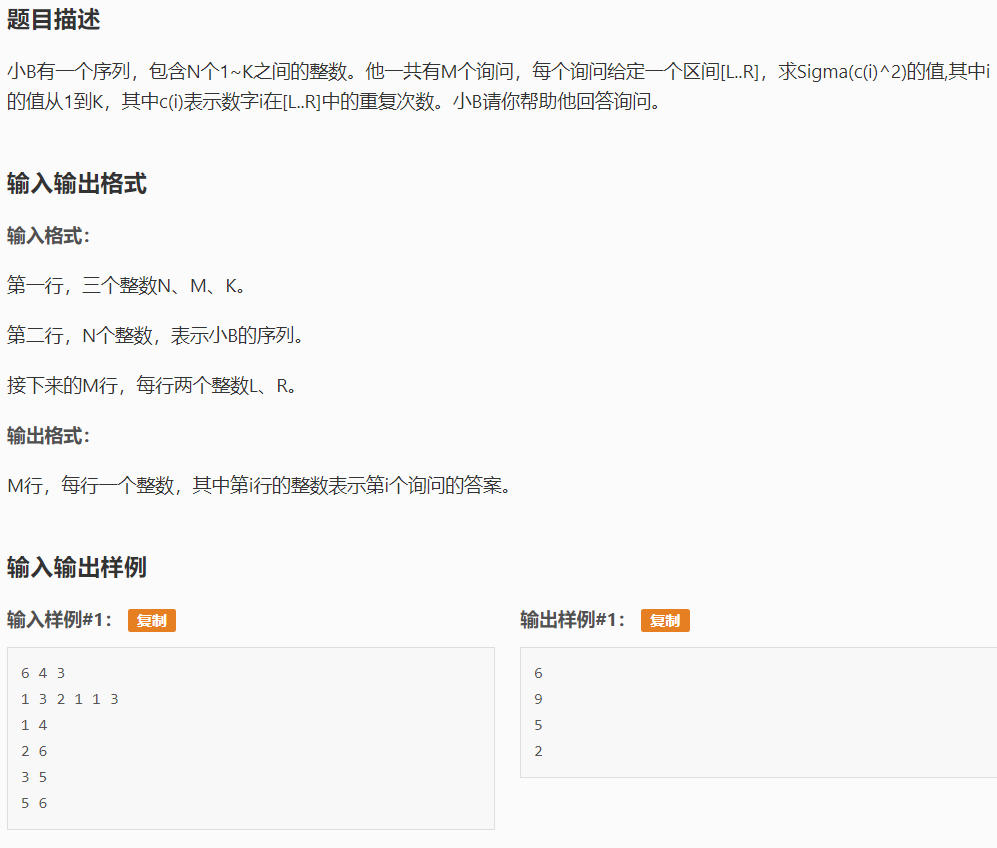 题目描述
小B有一个序列，包含N个1~K之间的整数。他一共有M个询问，每个询问给定一个区间[L..R]，求Sigma(c(i)^2)的值,其中i
的值从1到K，其中c(i)表示数字i在[L..R]中的重复次数。小B请你帮助他回答询问。
输入输出格式
输入格式：
第一行，三个整数N、M、K。
第二行，N个整数，表示小B的序列。
接下来的M行，每行两个整数L、R。
输出格式：
M行，每行一个整数，其中第i行的整数表示第i个询问的答案。
输入输出样例
输入样例#1： 复制
6 4 3
1 3 2 1 1 3
1 4
2 6
3 5
5 6
输出样例#1： 复制
6
9
5
2